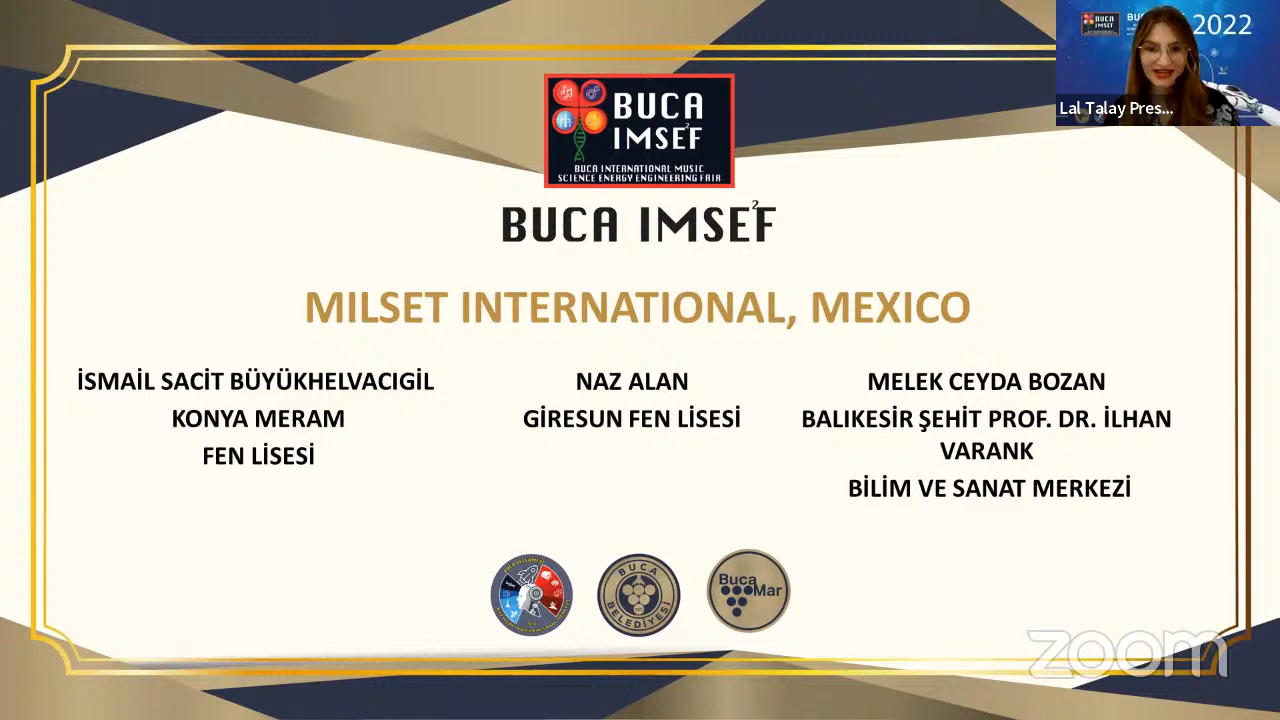 BUCA
IMSE²F
BUCA INTERNATIONAL MUSIC
SCIENCE ENERGY ENGINEERING FAIR
2022
Lal Talay Pres...
BUCA IMSE²F
MILSET INTERNATIONAL, MEXICO
İSMAİL SACİT BÜYÜKHELVACIGİL
KONYA MERAM
FEN LİSESİ
NAZ ALAN
GİRESUN FEN LİSESİ
MELEK CEYDA BOZAN
BALIKESİR ŞEHİT PROF. DR. İLHAN
VARANK
BİLİM VE SANAT MERKEZİ
BUCA
BELEDİYESİ
Buca
Mar
zoom